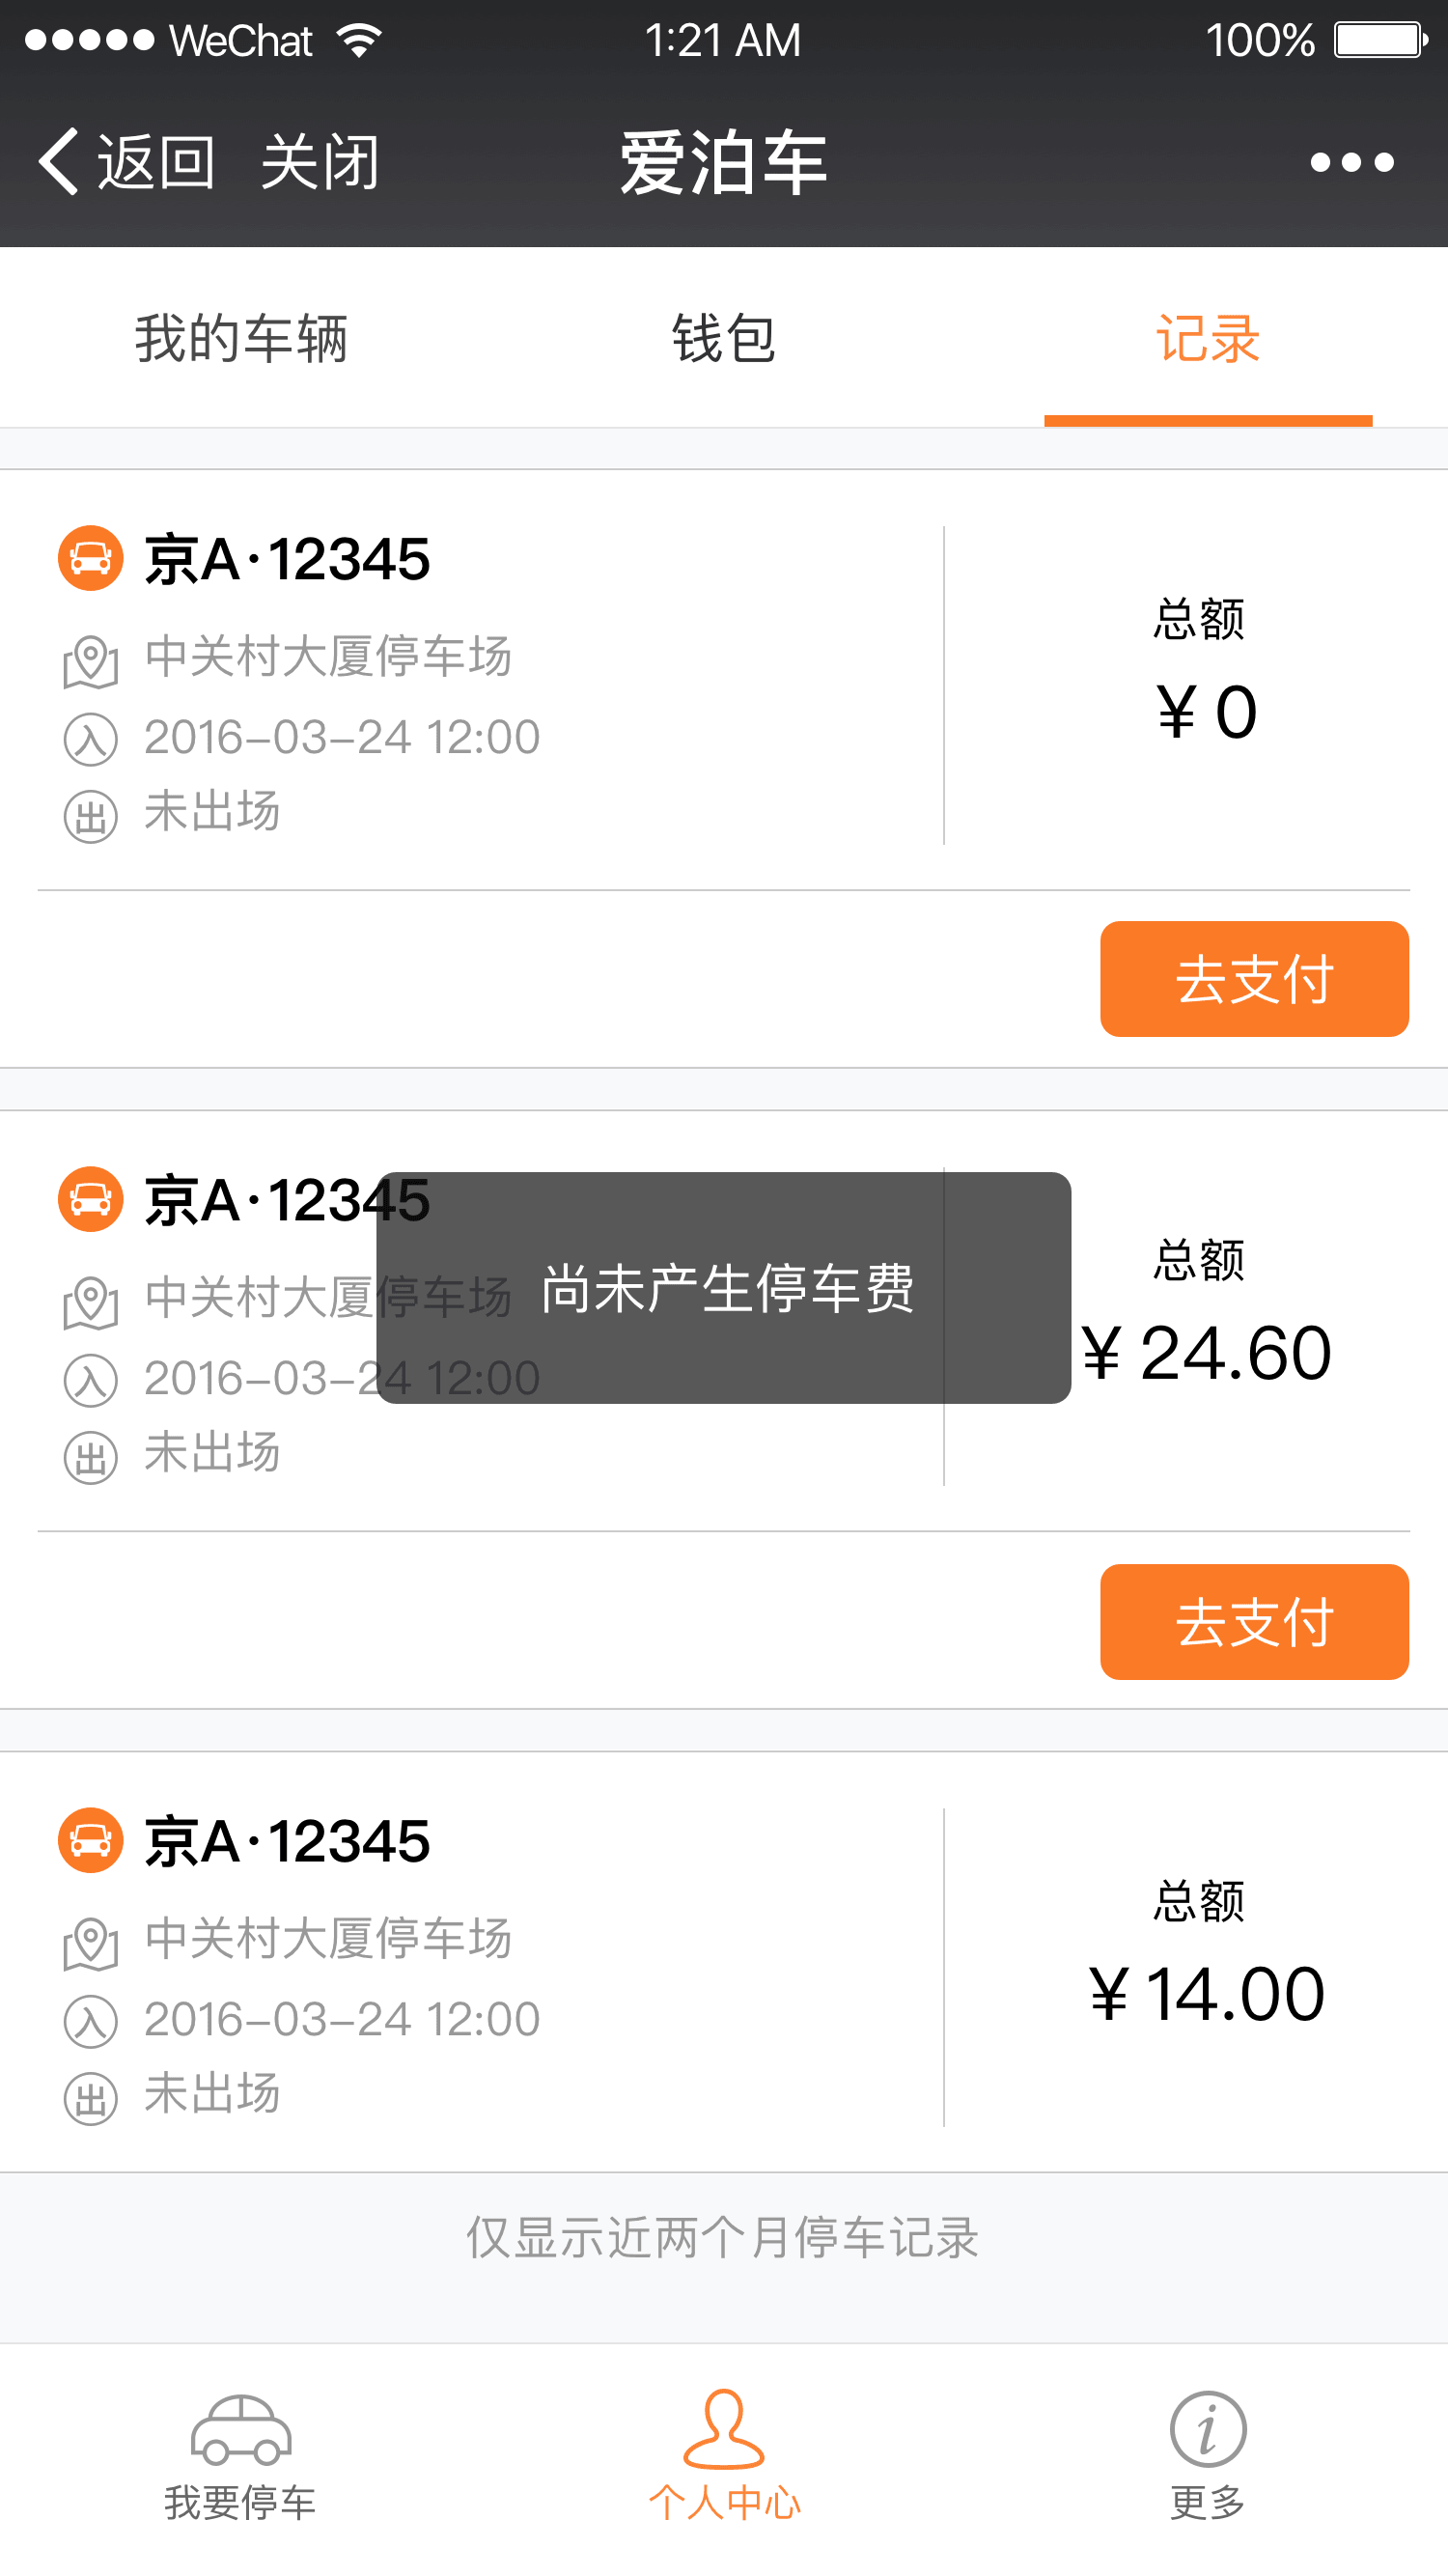 WeChat 1:21 AM 100%
返回 关闭 爱泊车
我的车辆 钱包 记录
京A·12345
中关村大厦停车场
入 2016-03-24 12:00
出 未出场
总额
¥ 0
去支付
京A·12345
中关村大厦停车场
入 2016-03-24 12:00
出 未出场
尚未产生停车费
总额
¥ 24.60
去支付
京A·12345
中关村大厦停车场
入 2016-03-24 12:00
出 未出场
总额
¥ 14.00
仅显示近两个月停车记录
我要停车 个人中心 更多